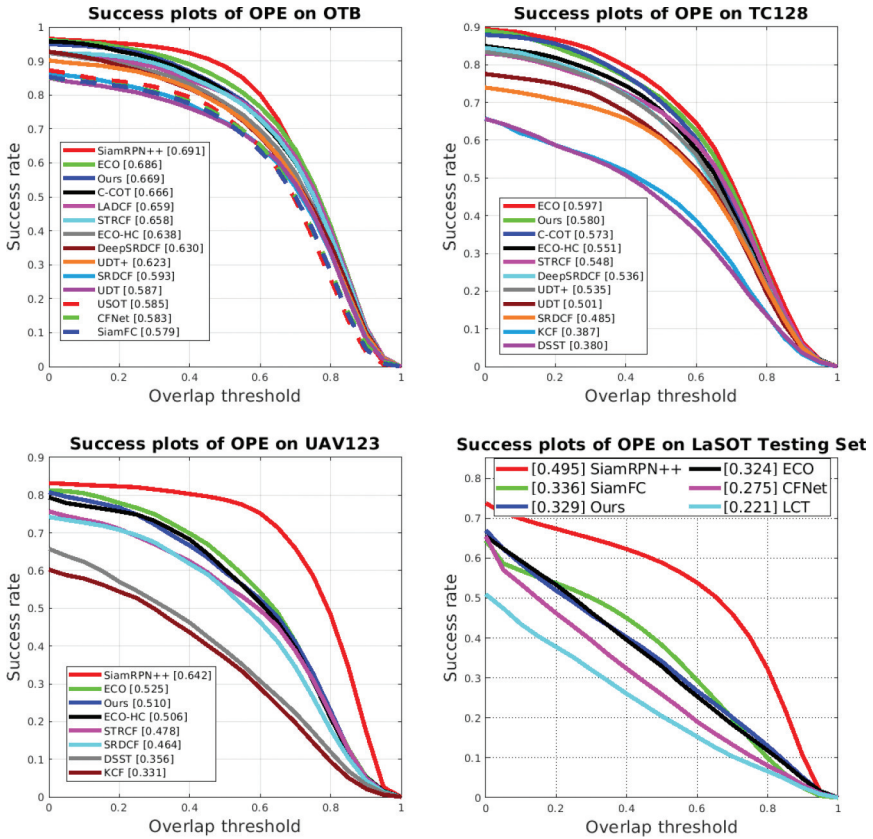 Success plots of OPE on OTB
Success rate
1
0.9
0.8
0.7
0.6
0.5
0.4
0.3
0.2
0.1
0
SiamRPN++ [0.691]
ECO [0.686]
Ours [0.669]
C-COT [0.666]
LADCF [0.659]
STRCF [0.658]
ECO-HC [0.638]
DeepSRDCF [0.630]
UDT+ [0.623]
SRDCF [0.593]
UDT [0.587]
USOT [0.585]
CFNet [0.583]
SiamFC [0.579]
0 0.2 0.4 0.6 0.8 1
Overlap threshold
Success plots of OPE on TC128
Success rate
0.9
0.8
0.7
0.6
0.5
0.4
0.3
0.2
0.1
0
ECO [0.597]
Ours [0.580]
C-COT [0.573]
ECO-HC [0.551]
STRCF [0.548]
DeepSRDCF [0.536]
UDT+ [0.535]
UDT [0.501]
SRDCF [0.485]
KCF [0.387]
DSST [0.380]
0 0.2 0.4 0.6 0.8 1
Overlap threshold
Success plots of OPE on UAV123
Success rate
0.9
0.8
0.7
0.6
0.5
0.4
0.3
0.2
0.1
0
SiamRPN++ [0.642]
ECO [0.525]
Ours [0.510]
ECO-HC [0.506]
STRCF [0.478]
SRDCF [0.464]
DSST [0.356]
KCF [0.331]
0 0.2 0.4 0.6 0.8 1
Overlap threshold
Success plots of OPE on LaSOT Testing Set
Success rate
0.8
0.7
0.6
0.5
0.4
0.3
0.2
0.1
0
[0.495] SiamRPN++
[0.336] SiamFC
[0.329] Ours
[0.324] ECO
[0.275] CFNet
[0.221] LCT
0 0.2 0.4 0.6 0.8 1
Overlap threshold